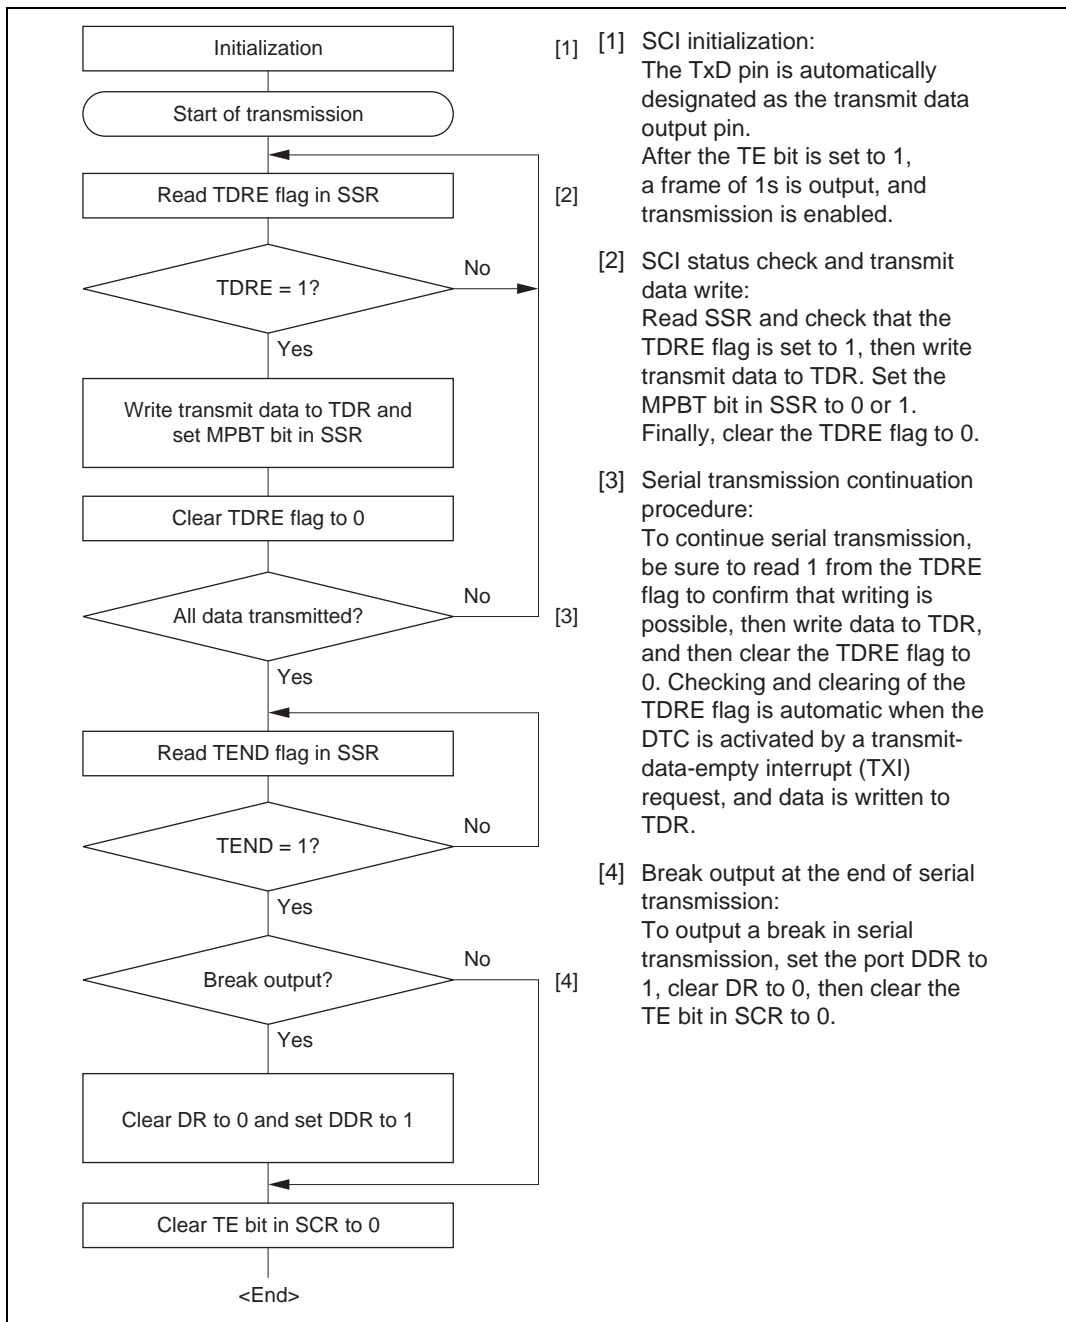 Initialization
[1]
Start of transmission
Read TDRE flag in SSR
[2]
TDRE = 1?
No
Yes
Write transmit data to TDR and
set MPBT bit in SSR
Clear TDRE flag to 0
All data transmitted?
No
[3]
Yes
Read TEND flag in SSR
TEND = 1?
No
Yes
Break output?
No
[4]
Yes
Clear DR to 0 and set DDR to 1
Clear TE bit in SCR to 0
<End>
[1] SCI initialization:
The TxD pin is automatically
designated as the transmit data
output pin.
After the TE bit is set to 1,
a frame of 1s is output, and
transmission is enabled.
[2] SCI status check and transmit
data write:
Read SSR and check that the
TDRE flag is set to 1, then write
transmit data to TDR. Set the
MPBT bit in SSR to 0 or 1.
Finally, clear the TDRE flag to 0.
[3] Serial transmission continuation
procedure:
To continue serial transmission,
be sure to read 1 from the TDRE
flag to confirm that writing is
possible, then write data to TDR,
and then clear the TDRE flag to
0. Checking and clearing of the
TDRE flag is automatic when the
DTC is activated by a transmit-
data-empty interrupt (TXI)
request, and data is written to
TDR.
[4] Break output at the end of serial
transmission:
To output a break in serial
transmission, set the port DDR to
1, clear DR to 0, then clear the
TE bit in SCR to 0.